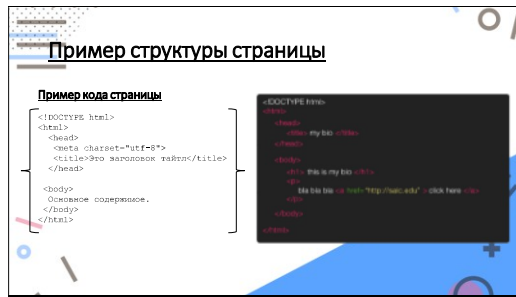 Пример структуры страницы
Пример кода страницы
<!DOCTYPE html>
<html>
<head>
<meta charset="utf-8">
<title>Это заголовок тайтл</title>
</head>
<body>
Основное содержимое.
</body>
</html>
<!DOCTYPE html>
<html>
<head>
<title> my bio </title>
</head>
<body>
<h1> this is my bio </h1>
<p>
bla bla bla <a href="http://saic.edu" > click here </a>
</p>
</body>
</html>